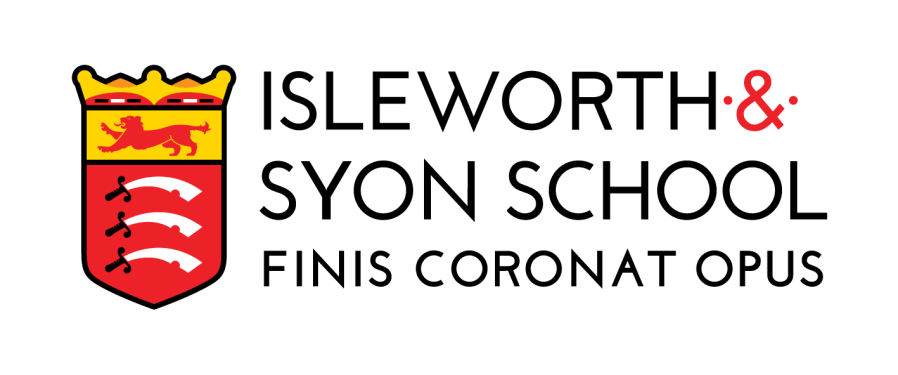 ISLEWORTH·&·
SYON SCHOOL
FINIS CORONAT OPUS